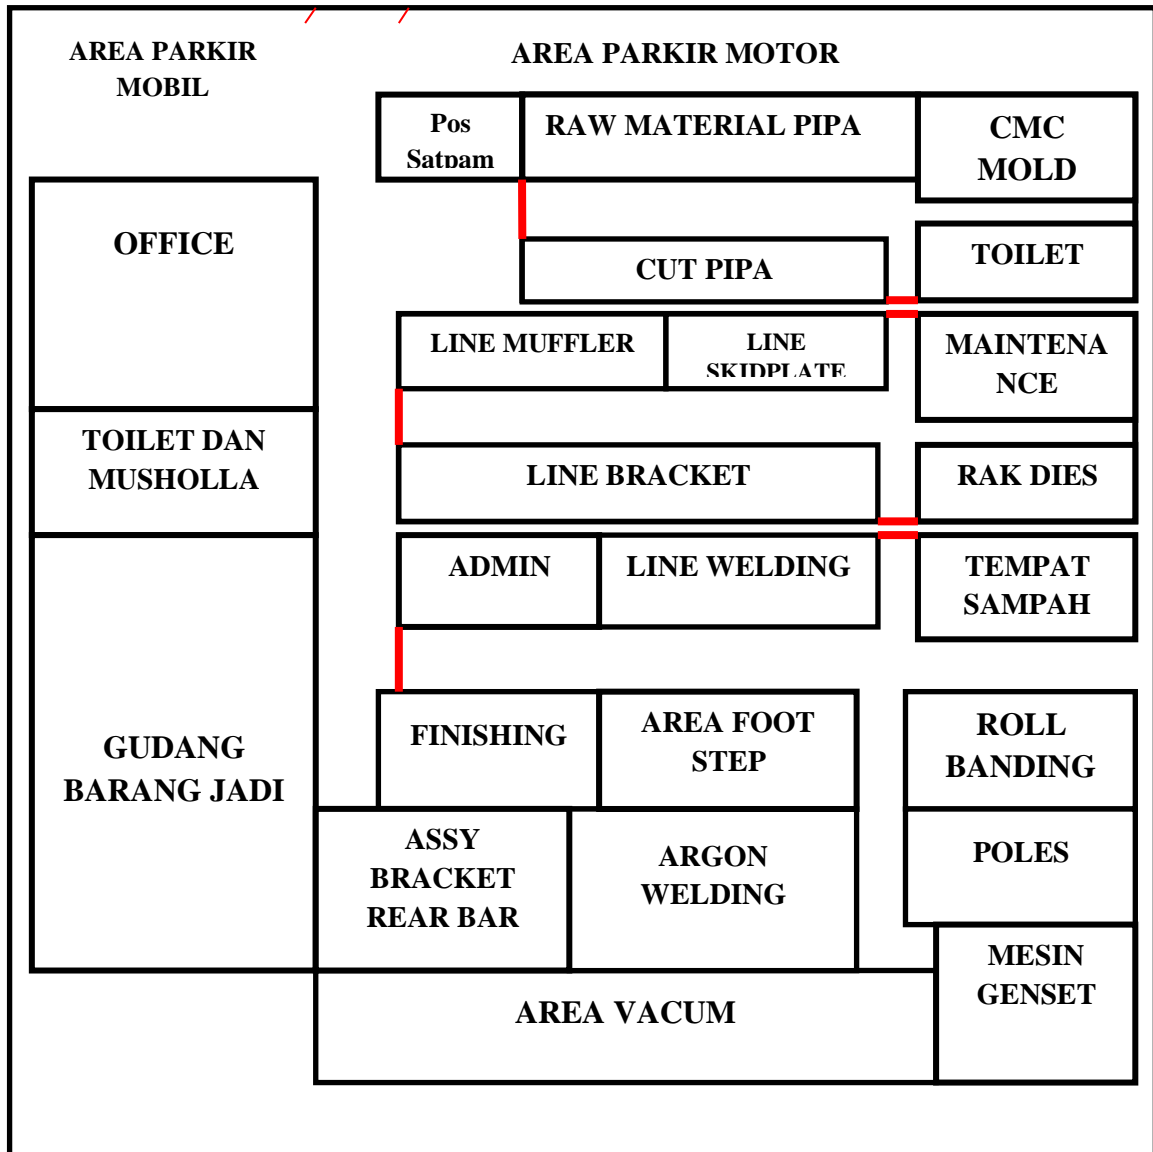 AREA PARKIR
MOBIL
AREA PARKIR MOTOR
Pos
Satpam
RAW MATERIAL PIPA
CMC
MOLD
OFFICE
TOILET
CUT PIPA
LINE MUFFLER
LINE
SKIDPLATE
MAINTENA
NCE
TOILET DAN
MUSHOLLA
LINE BRACKET
RAK DIES
ADMIN
LINE WELDING
TEMPAT
SAMPAH
GUDANG
BARANG JADI
FINISHING
AREA FOOT
STEP
ROLL
BANDING
ASSY
BRACKET
REAR BAR
ARGON
WELDING
POLES
MESIN
GENSET
AREA VACUM